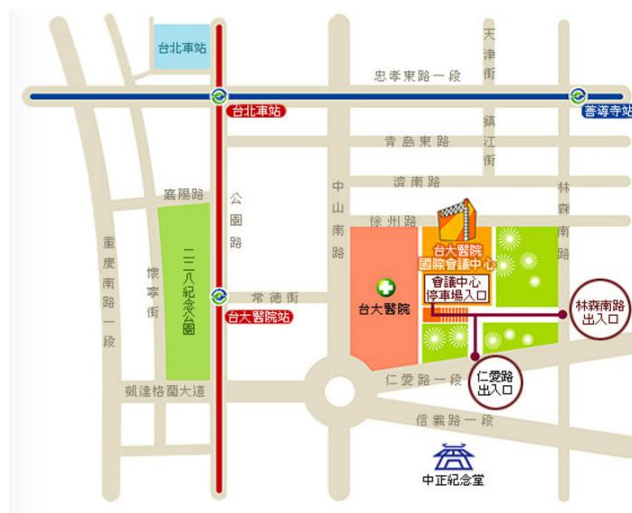 台北車站
天津街
忠孝東路一段
台北車站
善導寺站
鎮江街
青島東路
濟南路
襄陽路
公園路
中山南路
林森南路
徐州路
台大醫院
國際會議中心
重慶南路一段
懷寧街
二二八紀念公園
會議中心
停車場入口
常德街
台大醫院
台大醫院站
林森南路
出入口
仁愛路一段
仁愛路
出入口
凱達格蘭大道
信義路一段
中正紀念堂